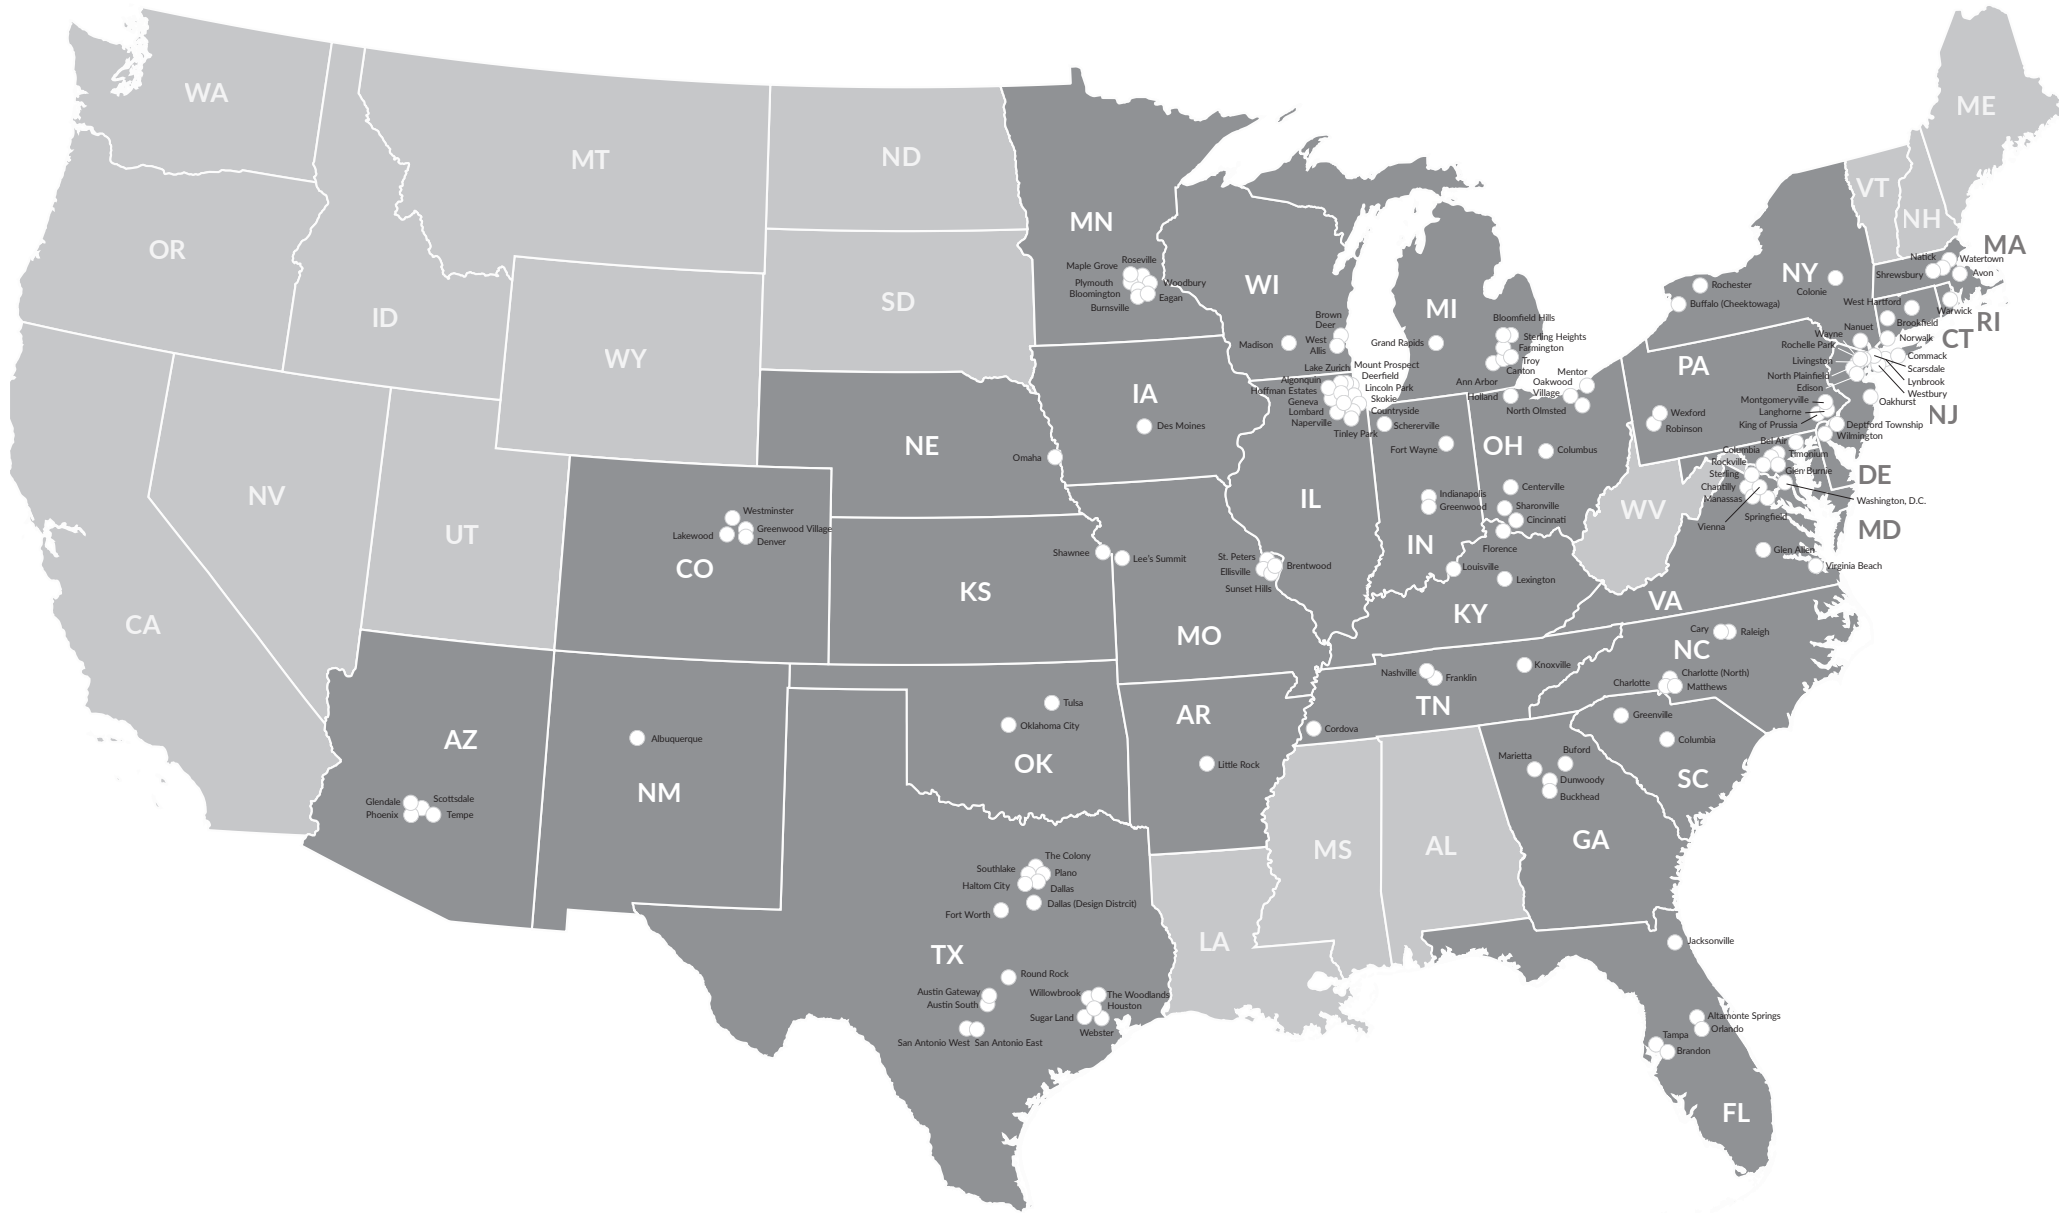 WA
OR
CA
NV
ID
MT
WY
UT
AZ
Glendale
Scottsdale
Phoenix
Tempe
CO
Westminster
Greenwood Village
Lakewood
Denver
NM
Albuquerque
ND
SD
NE
Omaha
KS
Shawnee
OK
Tulsa
Oklahoma City
TX
The Colony
Southlake
Plano
Haltom City
Dallas
Dallas (Design Distrcit)
Fort Worth
Round Rock
Austin Gateway
Austin South
San Antonio West
San Antonio East
Willowbrook
The Woodlands
Houston
Sugar Land
Webster
MN
Roseville
Maple Grove
Plymouth
Woodbury
Bloomington
Eagan
Burnsville
IA
Des Moines
MO
Lee's Summit
St. Peters
Brentwood
Ellisville
Sunset Hills
AR
Little Rock
LA
WI
Brown
Deer
Madison
West
Allis
IL
Lake Zurich
Mount Prospect
Deerfield
Algonquin
Lincoln Park
Hoffman Estates
Skokie
Geneva
Countryside
Lombard
Naperville
Tinley Park
MI
Bloomfield Hills
Grand Rapids
Sterling Heights
Farmington
Troy
Canton
Ann Arbor
IN
Schererville
Fort Wayne
Indianapolis
Greenwood
OH
Mentor
Oakwood
Village
Holland
North Olmsted
Columbus
Centerville
Sharonville
Cincinnati
KY
Florence
Louisville
Lexington
TN
Nashville
Franklin
Knoxville
Cordova
MS
AL
GA
Marietta
Buford
Dunwoody
Buckhead
FL
Jacksonville
Altamonte Springs
Orlando
Tampa
Brandon
SC
Greenville
Columbia
NC
Cary
Raleigh
Charlotte (North)
Charlotte
Matthews
VA
Sterling
Chantilly
Manassas
Vienna
Springfield
Glen Allen
Virginia Beach
WV
MD
Bel Air
Columbia
Timonium
Rockville
Glen Burnie
Washington, D.C.
DE
Wilmington
PA
Wexford
Robinson
Montgomeryville
Langhorne
King of Prussia
NJ
Wayne
Rochelle Park
Livingston
North Plainfield
Edison
Oakhurst
Deptford Township
NY
Rochester
Buffalo (Cheektowaga)
Colonie
Nanuet
Commack
Scarsdale
Lynbrook
Westbury
CT
West Hartford
Brookfield
Norwalk
RI
Warwick
MA
Natick
Watertown
Shrewsbury
Avon
VT
NH
ME